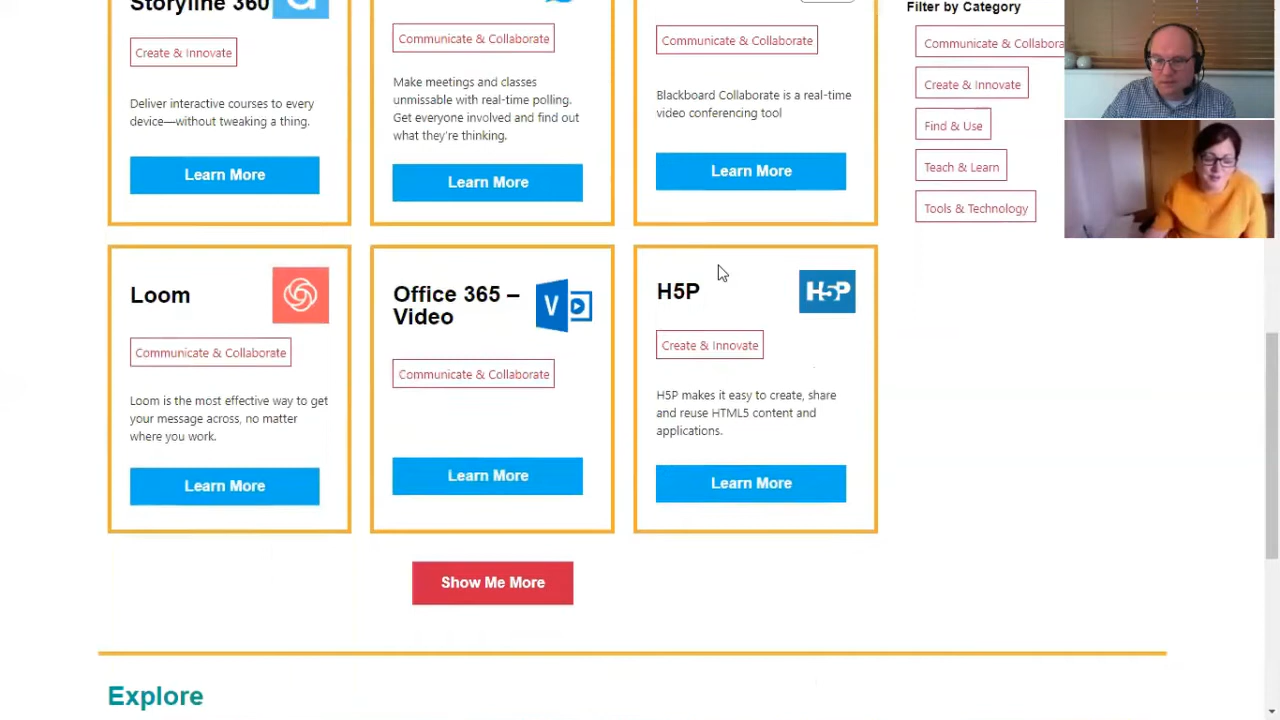 Storyline 360
Create & Innovate
Deliver interactive courses to every
device—without tweaking a thing.
Learn More
Communicate & Collaborate
Make meetings and classes
unmissable with real-time polling.
Get everyone involved and find out
what they're thinking.
Learn More
Communicate & Collaborate
Blackboard Collaborate is a real-time
video conferencing tool
Learn More
Filter by Category
Communicate & Collabora
Create & Innovate
Find & Use
Teach & Learn
Tools & Technology
Loom
Communicate & Collaborate
Loom is the most effective way to get
your message across, no matter
where you work.
Learn More
Office 365 –
Video
V
Communicate & Collaborate
Learn More
H5P
H5P
Create & Innovate
H5P makes it easy to create, share
and reuse HTML5 content and
applications.
Learn More
Show Me More
Explore